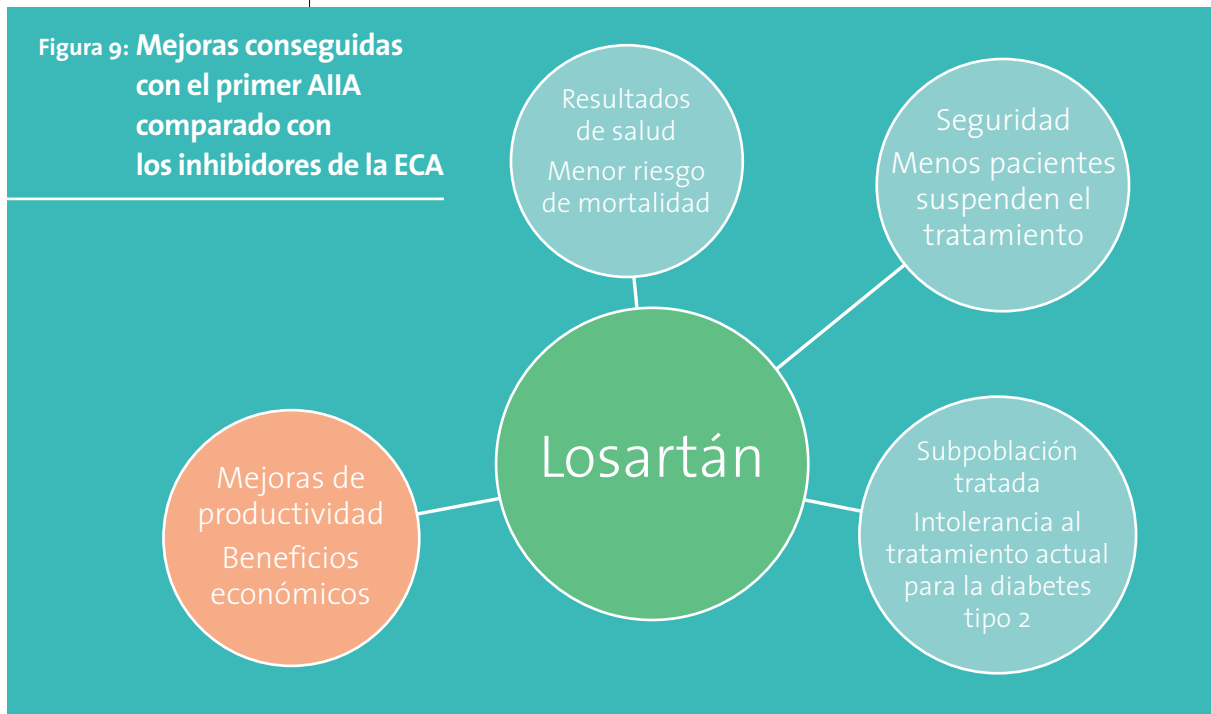 Figura 9: Mejoras conseguidas
con el primer AIIA
comparado con
los inhibidores de la ECA
Resultados
de salud
Menor riesgo
de mortalidad
Seguridad
Menos pacientes
suspenden el
tratamiento
Losartán
Mejoras de
productividad
Beneficios
económicos
Subpoblación
tratada
Intolerancia al
tratamiento actual
para la diabetes
tipo 2